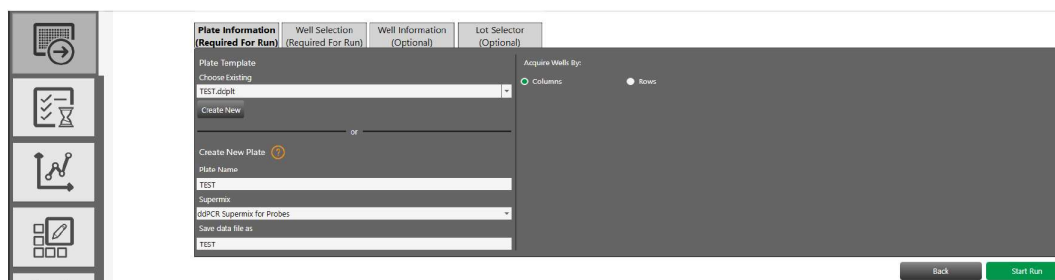 Plate Information
(Required For Run)
Well Selection
(Required For Run)
Well Information
(Optional)
Lot Selector
(Optional)
Plate Template
Choose Existing
TEST.ddplt
Create New
or
Create New Plate ?
Plate Name
TEST
Supermix
ddPCR Supermix for Probes
Save data file as
TEST
Acquire Wells By:
Columns
Rows
Back
Start Run